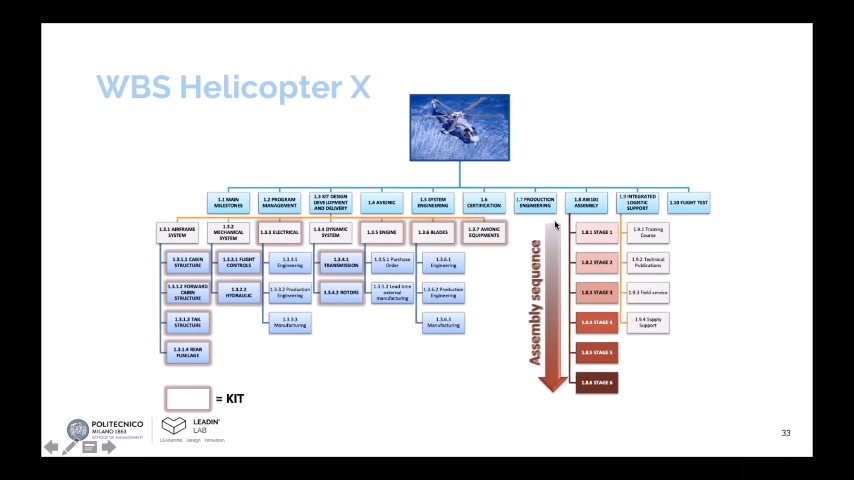 WBS Helicopter X
1.1 MAIN
MILESTONES
1.2 PROGRAM
MANAGEMENT
1.3 KIT DESIGN
DEVELOPMENT
AND DELIVERY
1.4 AVIONIC
1.5 SYSTEM
ENGINEERING
1.6
CERTIFICATION
1.7 PRODUCTION
ENGINEERING
1.8 AW101
ASSEMBLY
1.9 INTEGRATED
LOGISTIC
SUPPORT
1.10 FLIGHT TEST
1.3.1 AIRFRAME
SYSTEM
1.3.2
MECHANICAL
SYSTEM
1.3.3 ELECTRICAL
1.3.4 DYNAMIC
SYSTEM
1.3.5 ENGINE
1.3.6 BLADES
1.3.7 AVIONIC
EQUIPMENTS
1.3.1.1 CABIN
STRUCTURE
1.3.1.2 FORWARD
CABIN
STRUCTURE
1.3.1.3 TAIL
STRUCTURE
1.3.1.4 REAR
FUSELAGE
1.3.2.1 FLIGHT
CONTROLS
1.3.2.2
HYDRAULIC
1.3.3.1
Engineering
1.3.3.2 Production
Engineering
1.3.3.3
Manufacturing
1.3.4.1
TRANSMISSION
1.3.4.2 ROTORS
1.3.5.1 Purchase
Order
1.3.5.2 Lead time
external
manufacturing
1.3.6.1
Engineering
1.3.6.2 Production
Engineering
1.3.6.3
Manufacturing
Assembly sequence
1.8.1 STAGE 1
1.8.2 STAGE 2
1.8.3 STAGE 3
1.8.4 STAGE 4
1.8.5 STAGE 5
1.8.6 STAGE 6
1.9.1 Training
Course
1.9.2 Technical
Publications
1.9.3 Field service
1.9.4 Supply
Support
= KIT
POLITECNICO
MILANO 1863
SCHOOL OF MANAGEMENT
LEADIN'
LAB
LEadership, Design, Innovation
33